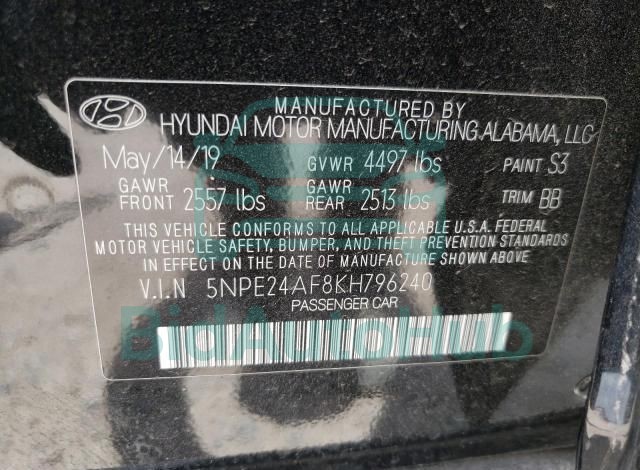 MANUFACTURED BY
HYUNDAI MOTOR MANUFACTURING ALABAMA, LLC
May/14/19 GVWR 4497 lbs PAINT S3
GAWR FRONT 2557 lbs GAWR REAR 2513 lbs TRIM BB
THIS VEHICLE CONFORMS TO ALL APPLICABLE U.S.A. FEDERAL
MOTOR VEHICLE SAFETY, BUMPER, AND THEFT PREVENTION STANDARDS
IN EFFECT ON THE DATE OF MANUFACTURE SHOWN ABOVE.
V.I.N 5NPE24AF8KH796240
PASSENGER CAR
BidAutoHub